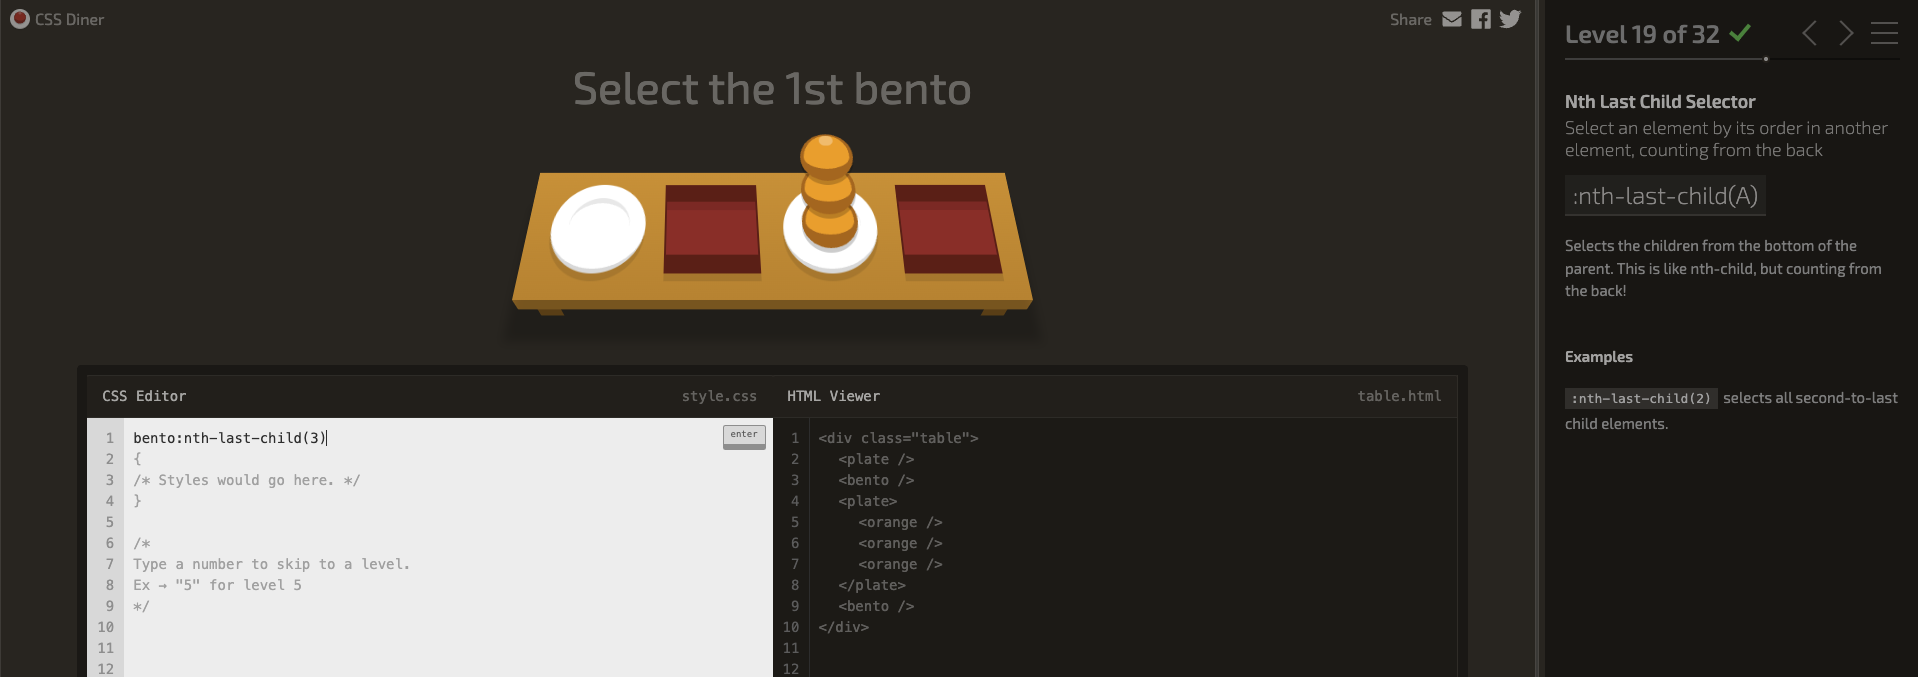 CSS Diner
Share
Select the 1st bento
CSS Editor
style.css
1 bento:nth-last-child(3)
enter
2 {
3 /* Styles would go here. */
4 }
5
6 /*
7 Type a number to skip to a level.
8 Ex → "5" for level 5
9 */
10
11
12
HTML Viewer
table.html
1 <div class="table">
2 <plate />
3 <bento />
4 <plate>
5 <orange />
6 <orange />
7 <orange />
8 </plate>
9 <bento />
10 </div>
11
12
Level 19 of 32
Nth Last Child Selector
Select an element by its order in another
element, counting from the back
:nth-last-child(A)
Selects the children from the bottom of the
parent. This is like nth-child, but counting from
the back!
Examples
:nth-last-child(2) selects all second-to-last
child elements.